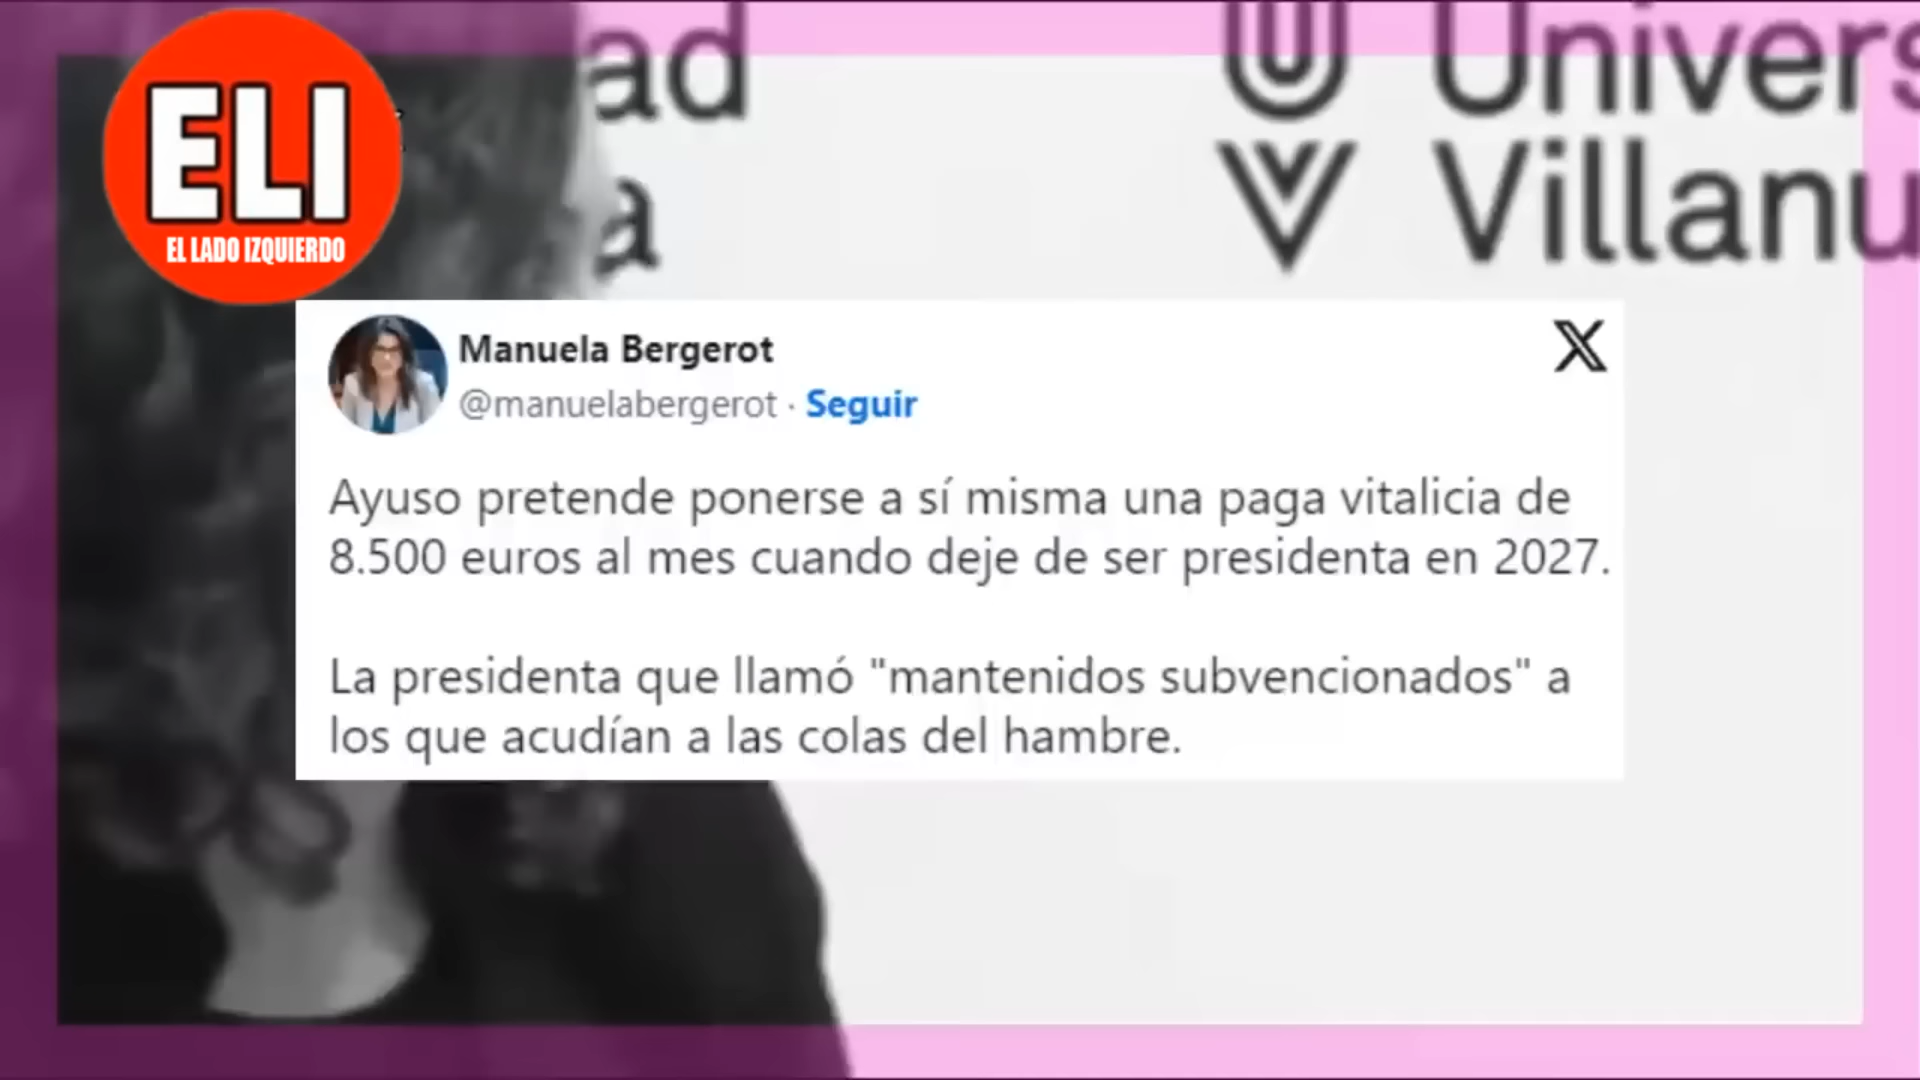 ELI
EL LADO IZQUIERDO
ad
a
Univers
Villanu
Manuela Bergerot
@manuelabergerot · Seguir
Ayuso pretende ponerse a sí misma una paga vitalicia de
8.500 euros al mes cuando deje de ser presidenta en 2027.
La presidenta que llamó "mantenidos subvencionados" a
los que acudían a las colas del hambre.